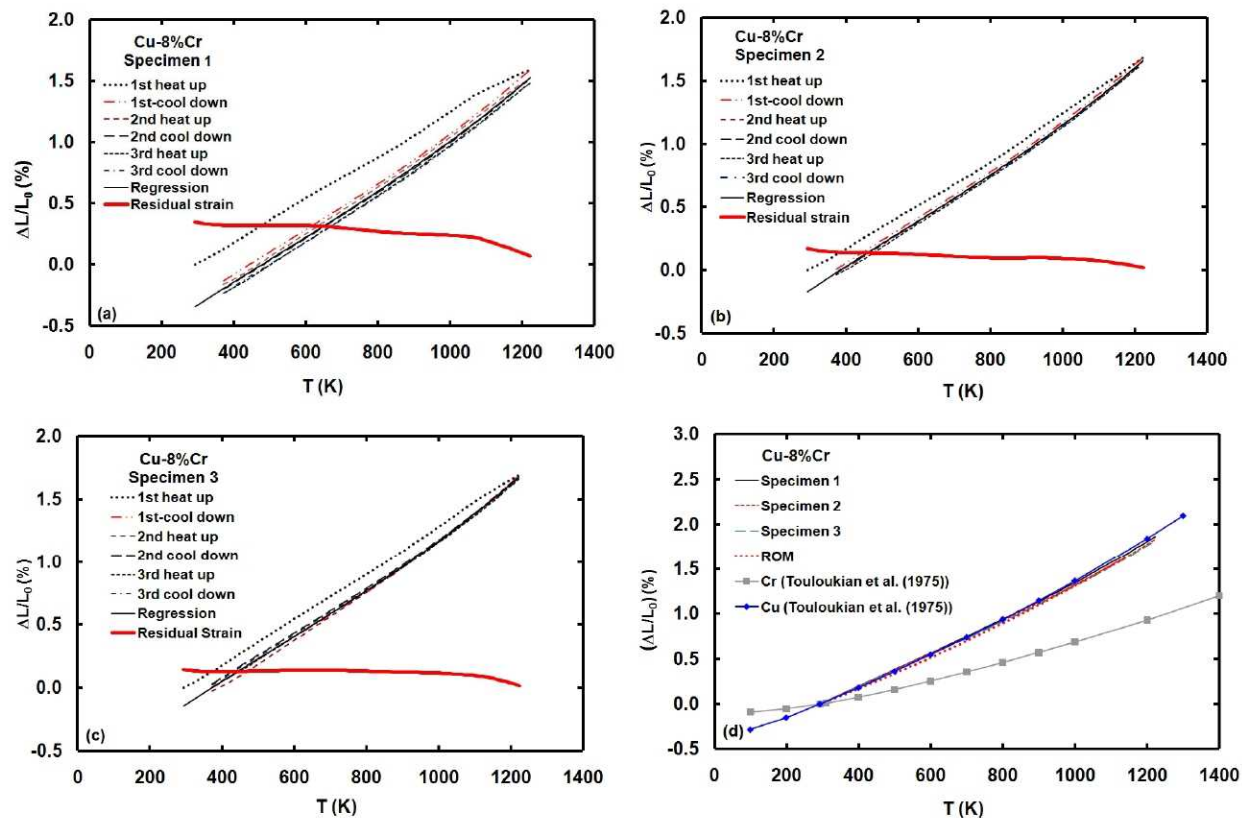 Cu-8%Cr
Specimen 1
1st heat up
1st-cool down
2nd heat up
2nd cool down
3rd heat up
3rd cool down
Regression
Residual strain
2.0
1.5
1.0
0.5
0.0
-0.5
ΔL/L₀ (%)
(a)
0 200 400 600 800 1000 1200 1400
T (K)
Cu-8%Cr
Specimen 2
1st heat up
1st-cool down
2nd heat up
2nd cool down
3rd heat up
3rd cool down
Regression
Residual strain
2.0
1.5
1.0
0.5
0.0
-0.5
ΔL/L₀ (%)
(b)
0 200 400 600 800 1000 1200 1400
T (K)
Cu-8%Cr
Specimen 3
1st heat up
1st-cool down
2nd heat up
2nd cool down
3rd heat up
3rd cool down
Regression
Residual Strain
2.0
1.5
1.0
0.5
0.0
-0.5
ΔL/L₀ (%)
(c)
0 200 400 600 800 1000 1200 1400
T (K)
Cu-8%Cr
Specimen 1
Specimen 2
Specimen 3
ROM
Cr (Touloukian et al. (1975))
Cu (Touloukian et al. (1975))
3.0
2.5
2.0
1.5
1.0
0.5
0.0
-0.5
(ΔL/L₀) (%)
(d)
0 200 400 600 800 1000 1200 1400
T (K)